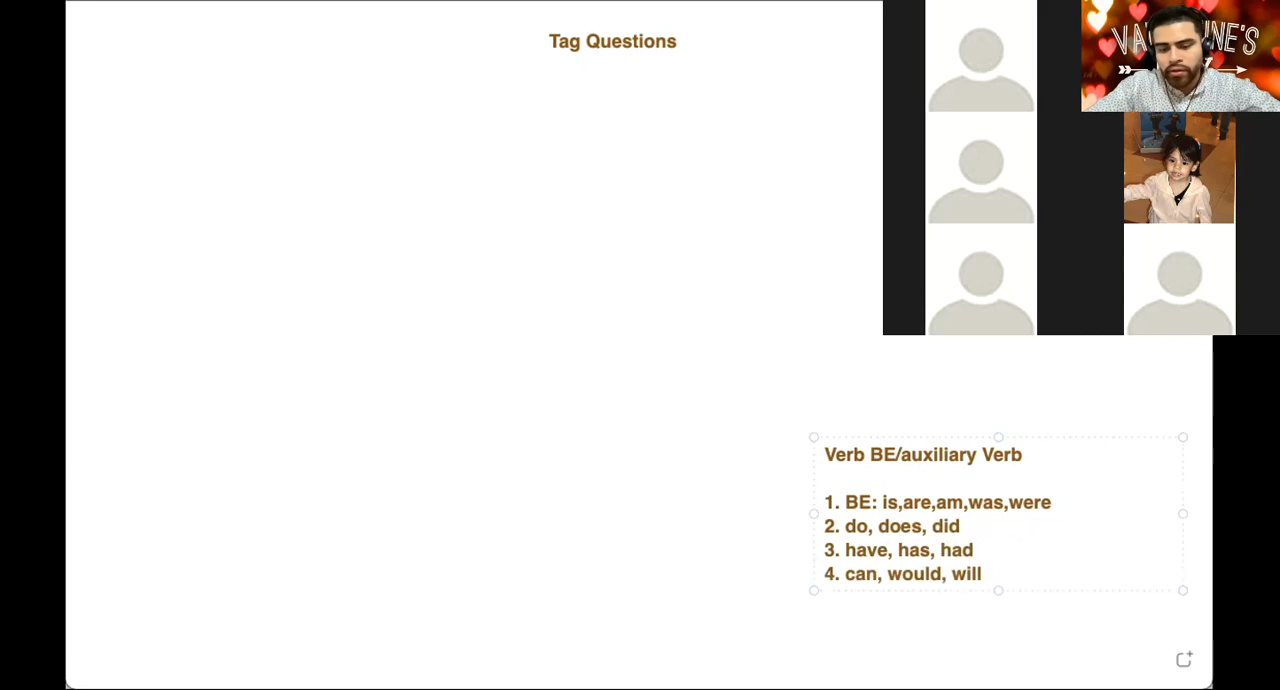 Tag Questions
VALENTINE'S
Verb BE/auxiliary Verb
1. BE: is,are,am,was,were
2. do, does, did
3. have, has, had
4. can, would, will